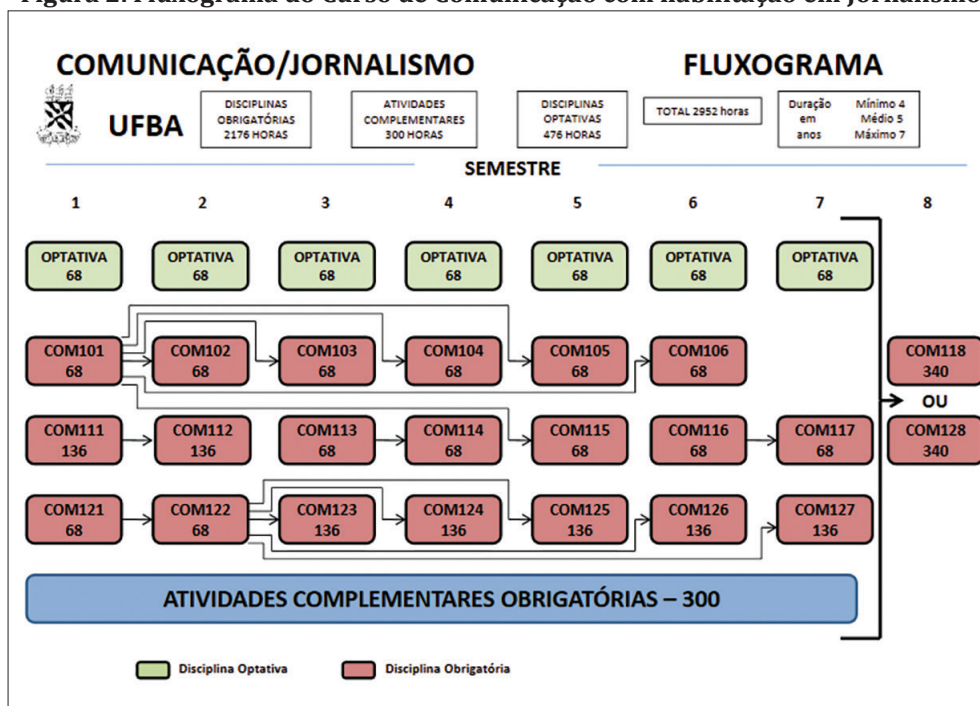 Figura 2: Fluxograma do Curso de Comunicação com habilitação em Jornalismo
COMUNICAÇÃO/JORNALISMO
FLUXOGRAMA
UFBA
DISCIPLINAS
OBRIGATÓRIAS
2176 HORAS
ATIVIDADES
COMPLEMENTARES
300 HORAS
DISCIPLINAS
OPTATIVAS
476 HORAS
TOTAL 2952 horas
Duração em anos
Mínimo 4
Médio 5
Máximo 7
SEMESTRE
1 2 3 4 5 6 7 8
OPTATIVA OPTATIVA OPTATIVA OPTATIVA OPTATIVA OPTATIVA OPTATIVA
68 68 68 68 68 68 68
COM101 COM102 COM103 COM104 COM105 COM106 COM118
68 68 68 68 68 68 340
OU
COM111 COM112 COM113 COM114 COM115 COM116 COM117 COM128
136 136 68 68 68 68 68 340
COM121 COM122 COM123 COM124 COM125 COM126 COM127
68 68 136 136 136 136 136
ATIVIDADES COMPLEMENTARES OBRIGATÓRIAS – 300
Disciplina Optativa
Disciplina Obrigatória